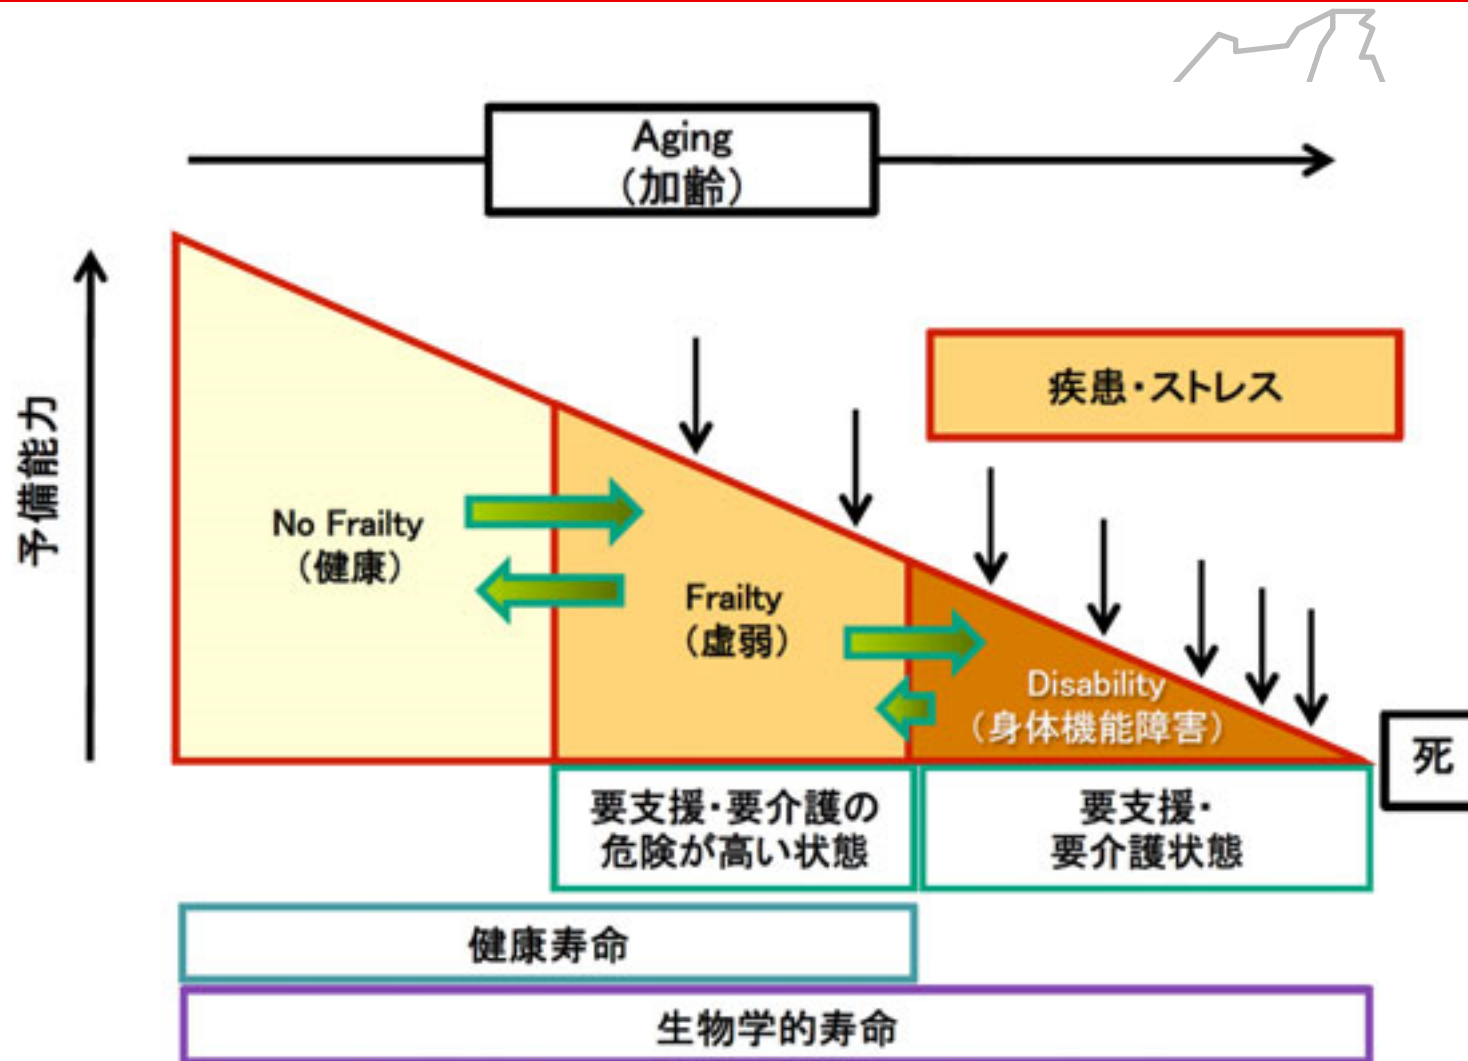 Aging
（加齢）
予備能力
疾患・ストレス
No Frailty
（健康）
Frailty
（虚弱）
Disability
（身体機能障害）
死
要支援・要介護の
危険が高い状態
要支援・
要介護状態
健康寿命
生物学的寿命